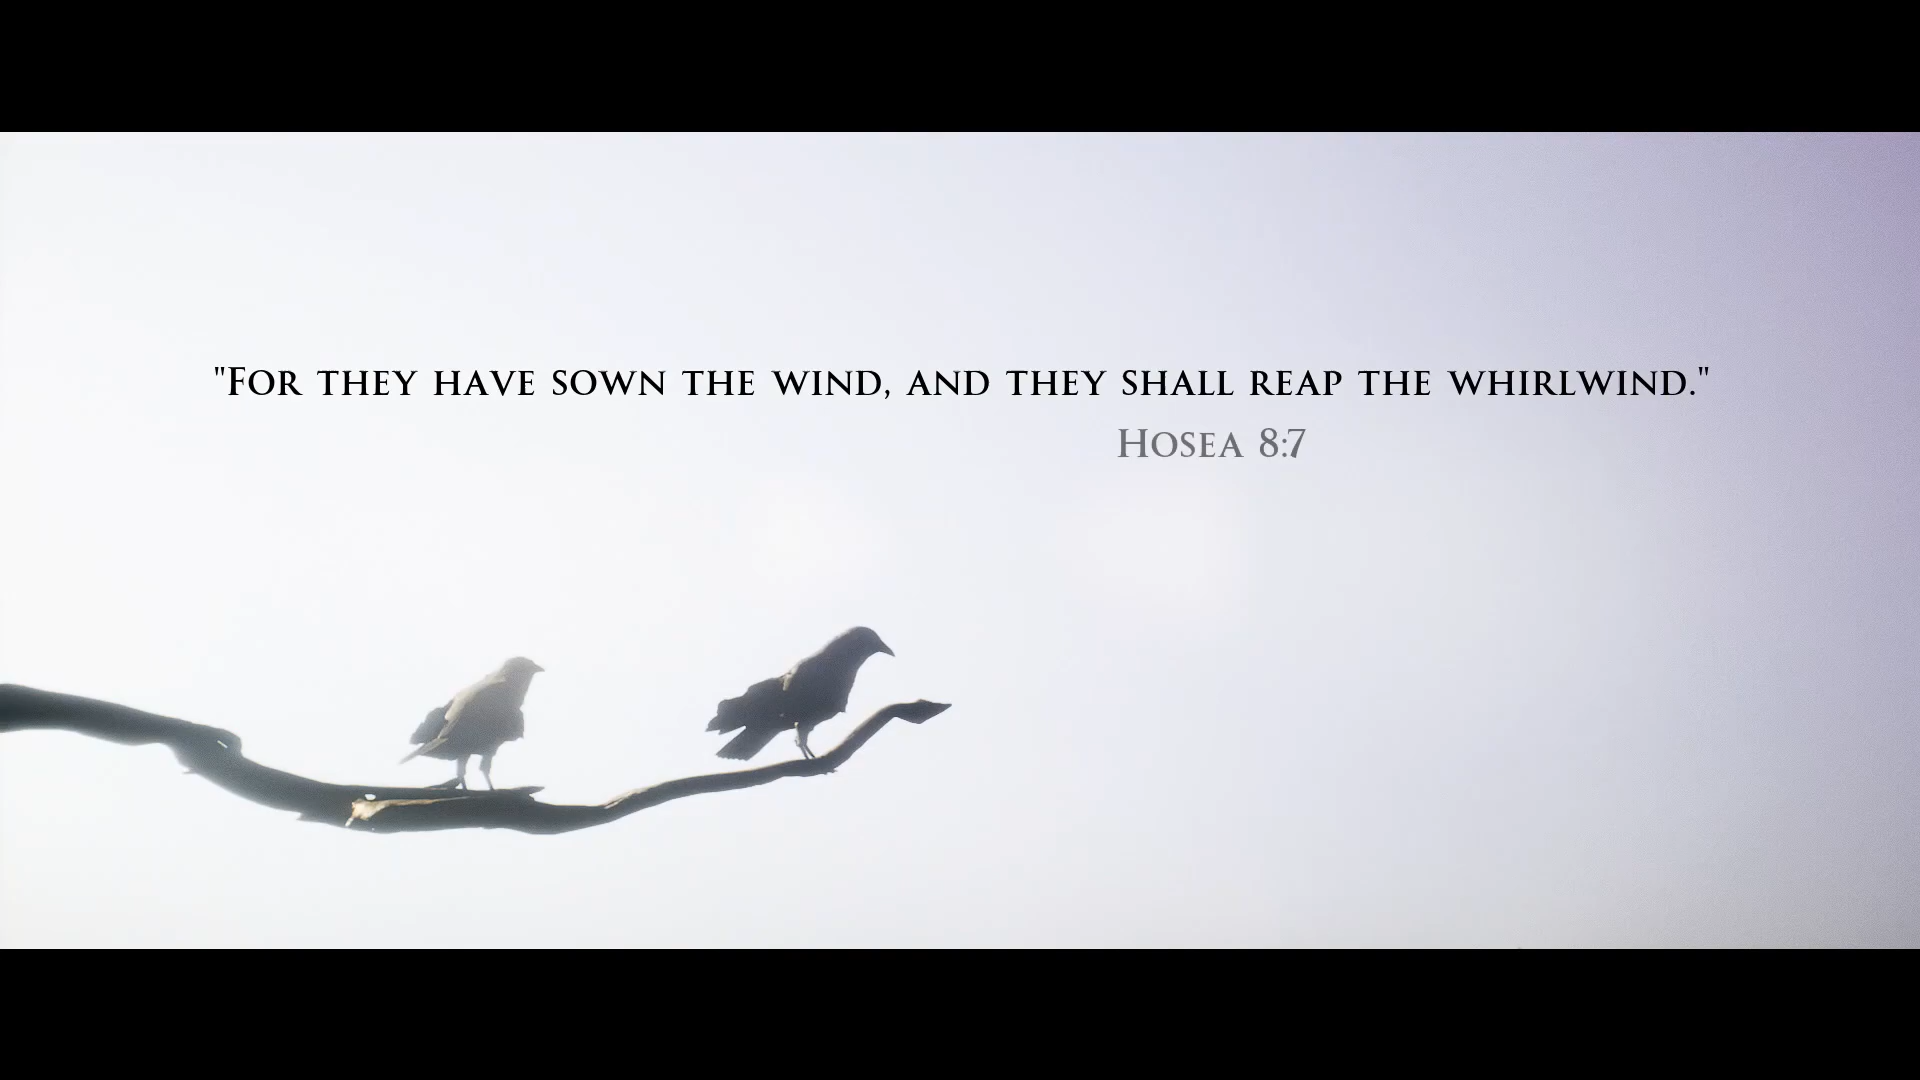 "For they have sown the wind, and they shall reap the whirlwind."
Hosea 8:7